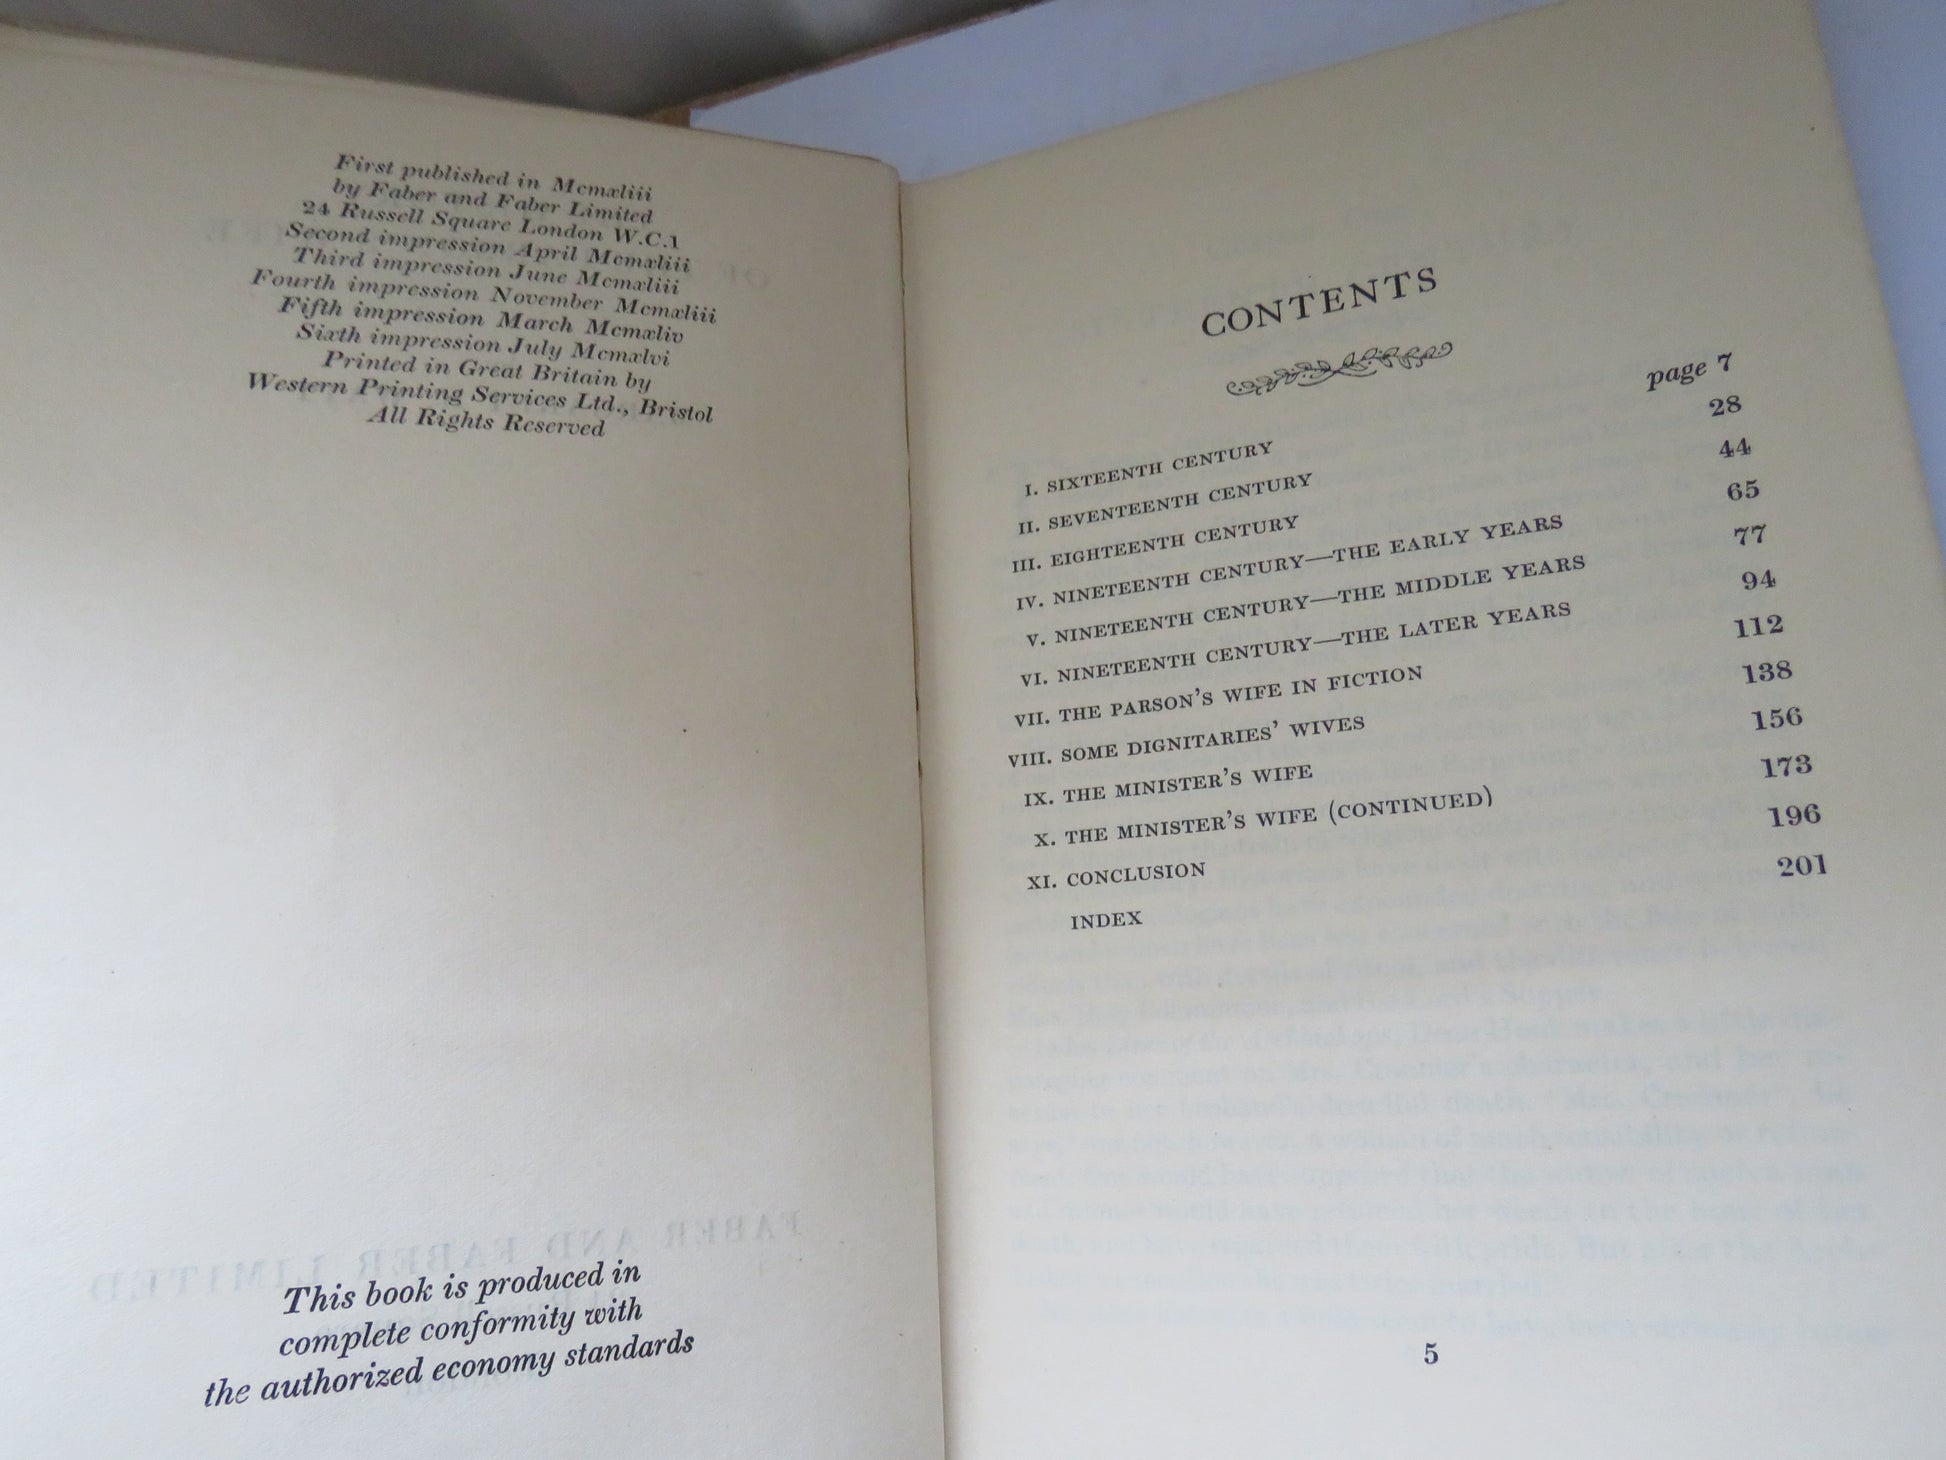 First published in Mcmxliii
by Faber and Faber Limited
24 Russell Square London W.C.1
Second impression April Mcmxliii
Third impression June Mcmxliii
Fourth impression November Mcmxliii
Fifth impression March Mcmxliv
Sixth impression July Mcmxlvi
Printed in Great Britain by
Western Printing Services Ltd., Bristol
All Rights Reserved
This book is produced in
complete conformity with
the authorized economy standards
CONTENTS
I. SIXTEENTH CENTURY page 7
II. SEVENTEENTH CENTURY 28
III. EIGHTEENTH CENTURY 44
IV. NINETEENTH CENTURY—THE EARLY YEARS 65
V. NINETEENTH CENTURY—THE MIDDLE YEARS 77
VI. NINETEENTH CENTURY—THE LATER YEARS 94
VII. THE PARSON'S WIFE IN FICTION 112
VIII. SOME DIGNITARIES' WIVES 138
IX. THE MINISTER'S WIFE 156
X. THE MINISTER'S WIFE (CONTINUED) 173
XI. CONCLUSION 196
INDEX 201
5